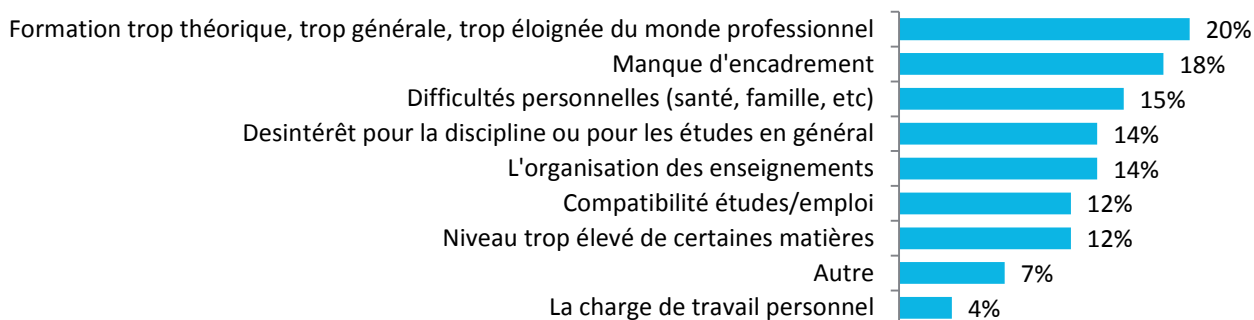 Formation trop théorique, trop générale, trop éloignée du monde professionnel 20%
Manque d'encadrement 18%
Difficultés personnelles (santé, famille, etc) 15%
Desintérêt pour la discipline ou pour les études en général 14%
L'organisation des enseignements 14%
Compatibilité études/emploi 12%
Niveau trop élevé de certaines matières 12%
Autre 7%
La charge de travail personnel 4%